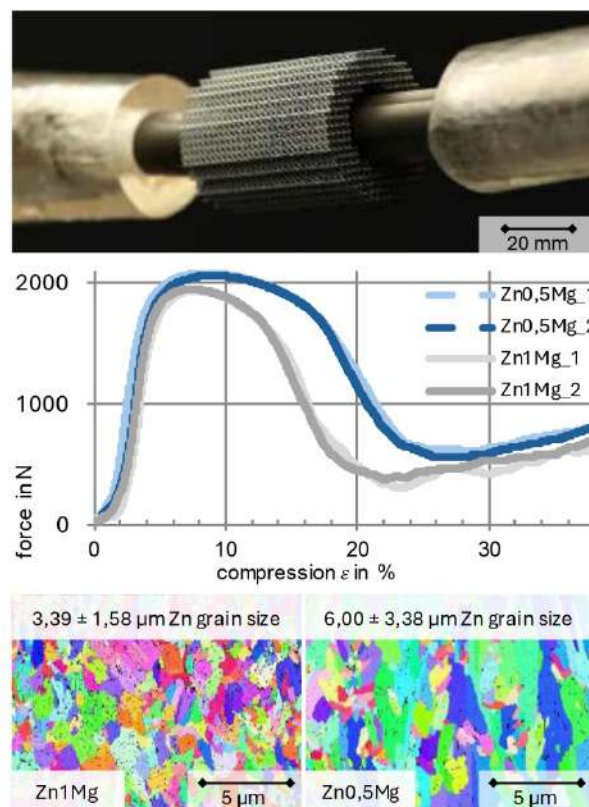 20 mm
2000
1000
0
force in N
0
10
20
30
compression ε in %
Zn0,5Mg_1
Zn0,5Mg_2
Zn1Mg_1
Zn1Mg_2
3,39 ± 1,58 µm Zn grain size
6,00 ± 3,38 µm Zn grain size
Zn1Mg
5 µm
Zn0,5Mg
5 µm